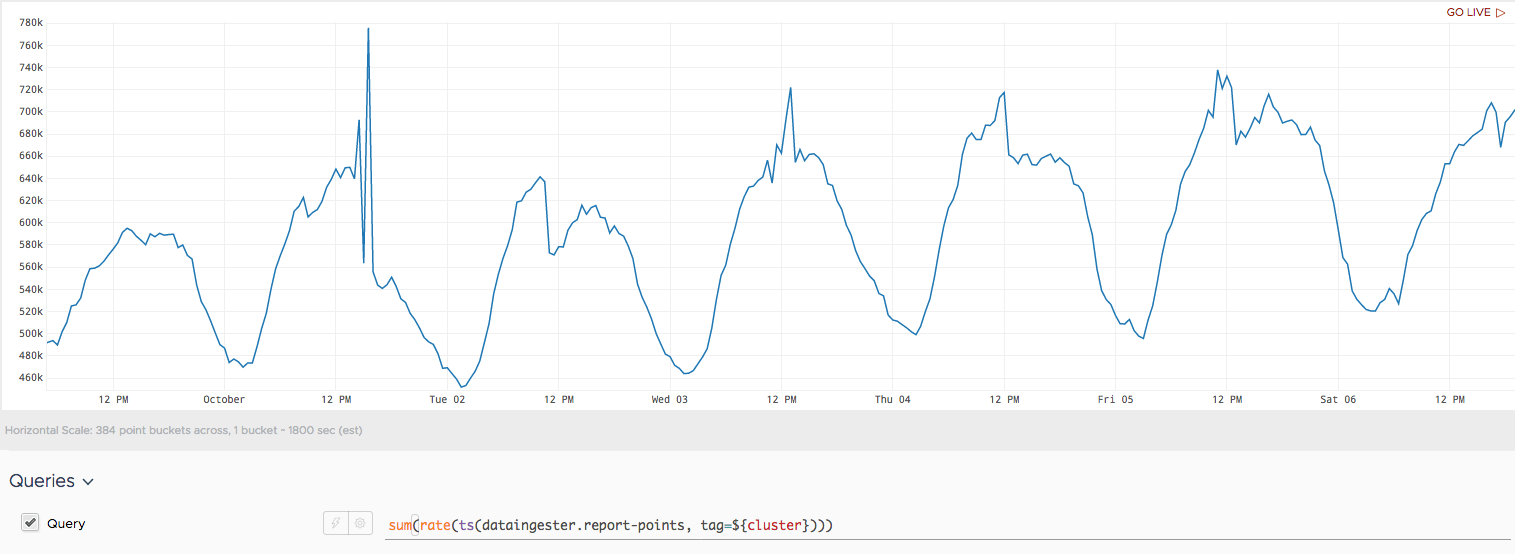 GO LIVE ▷
780k
760k
740k
720k
700k
680k
660k
640k
620k
600k
580k
560k
540k
520k
500k
480k
460k
12 PM October 12 PM Tue 02 12 PM Wed 03 12 PM Thu 04 12 PM Fri 05 12 PM Sat 06 12 PM
Horizontal Scale: 384 point buckets across, 1 bucket ~ 1800 sec (est)
Queries
Query
sum(rate(ts(dataingester.report-points, tag=${cluster})))